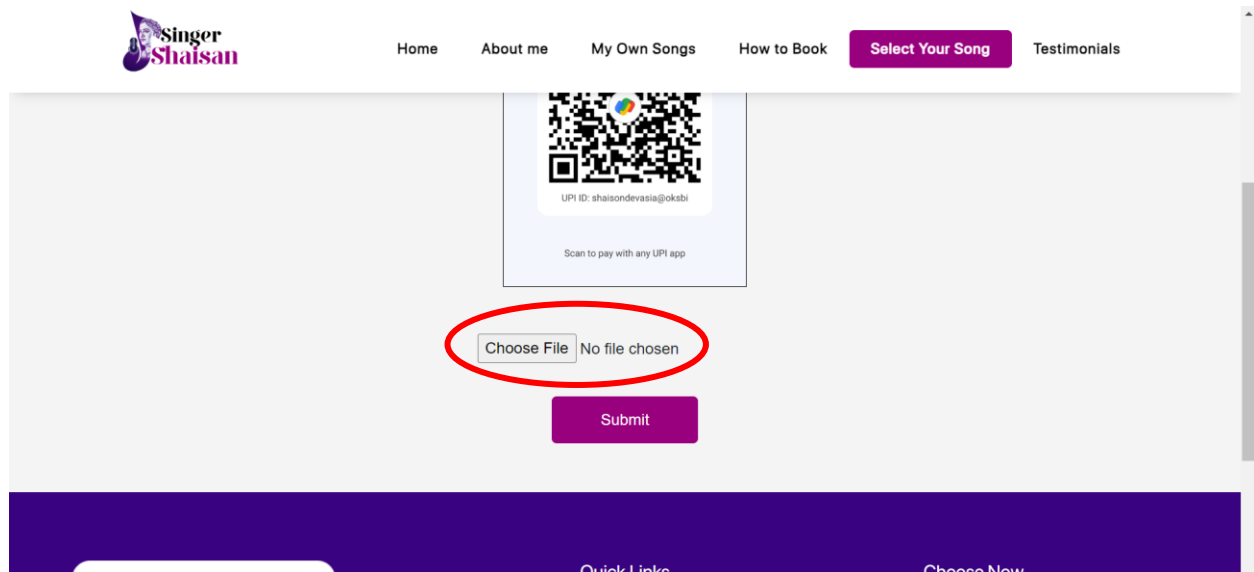 Singer
Shaisan
Home About me My Own Songs How to Book Select Your Song Testimonials
UPI ID: shaisondevasia@oksbi
Scan to pay with any UPI app
Choose File No file chosen
Submit
Quick Links Choose Now